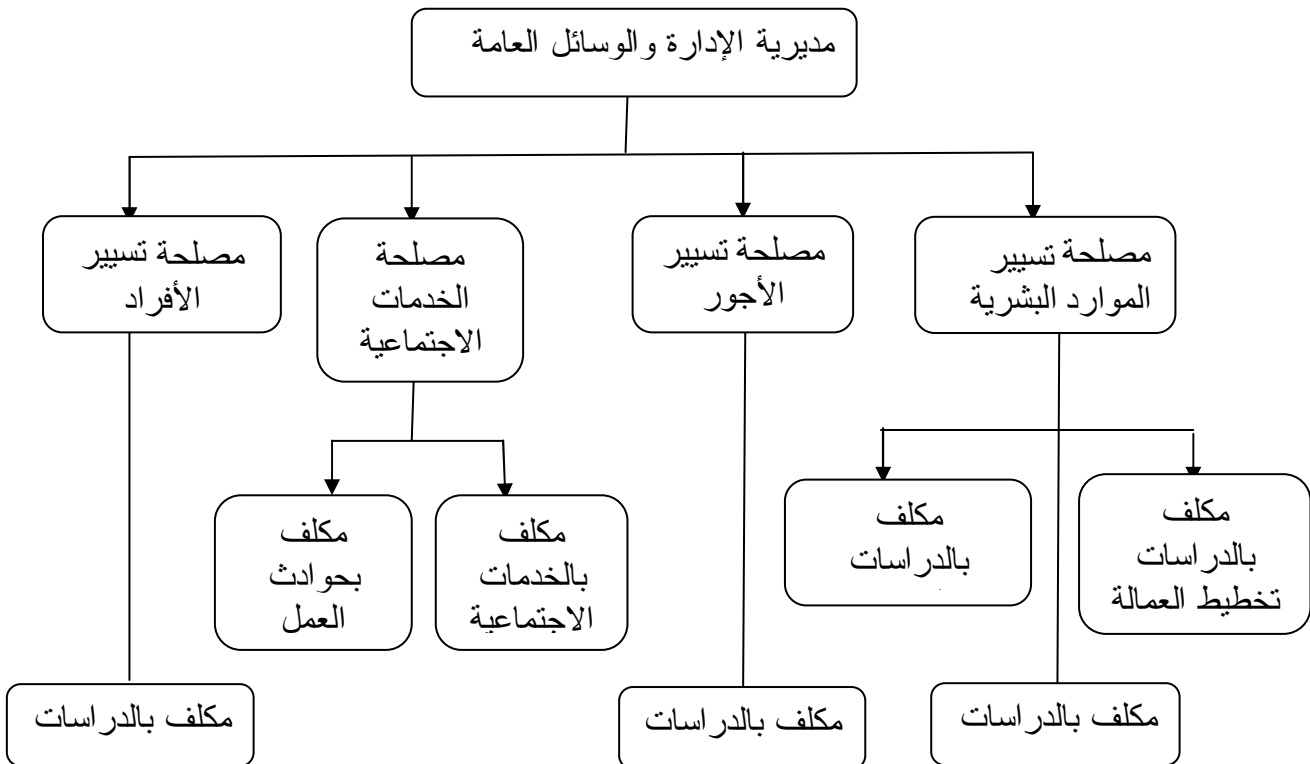 مديرية الإدارة والوسائل العامة
مصلحة تسيير
الموارد البشرية
مصلحة تسيير
الأجور
مصلحة
الخدمات
الاجتماعية
مصلحة تسيير
الأفراد
مكلف
بالدراسات
تخطيط العمالة
مكلف
بالدراسات
مكلف
بالخدمات
الاجتماعية
مكلف
بحوادث
العمل
مكلف بالدراسات
مكلف بالدراسات
مكلف بالدراسات